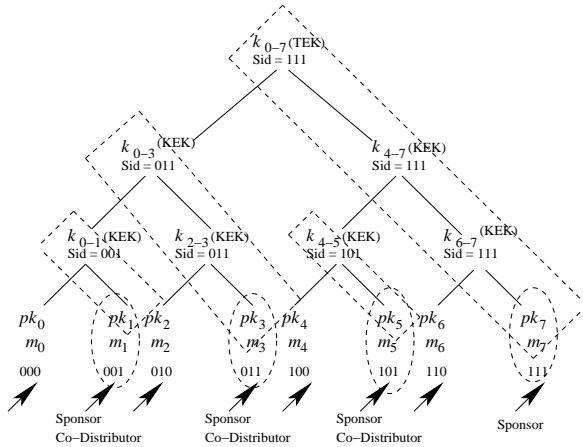 k0–7 (TEK)
Sid = 111
k0–3 (KEK)
Sid = 011
k4–7 (KEK)
Sid = 111
k0–1 (KEK)
Sid = 001
k2–3 (KEK)
Sid = 011
k4–5 (KEK)
Sid = 101
k6–7 (KEK)
Sid = 111
pk0 pk1 pk2 pk3 pk4 pk5 pk6 pk7
m0 m1 m2 m3 m4 m5 m6 m7
000 001 010 011 100 101 110 111
Sponsor Sponsor Sponsor Sponsor
Co–Distributor Co–Distributor Co–Distributor